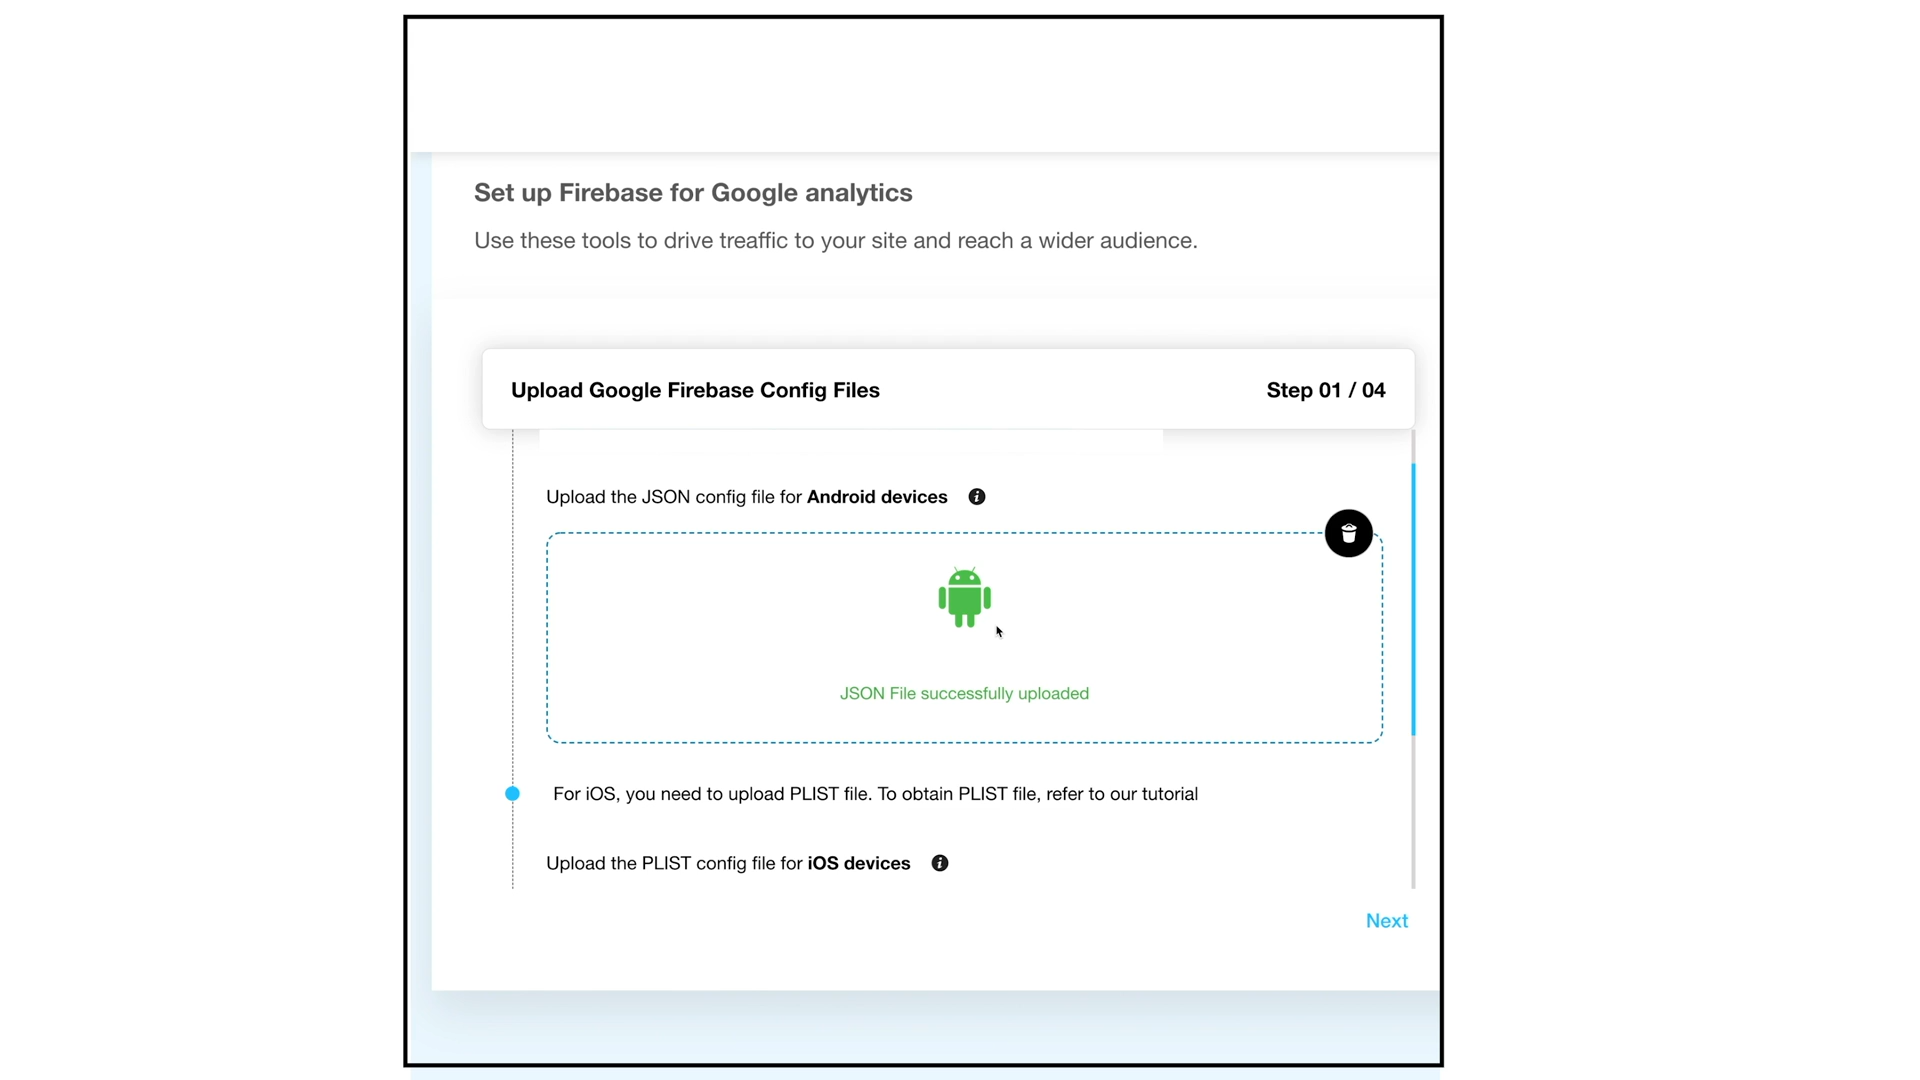 Set up Firebase for Google analytics
Use these tools to drive treaffic to your site and reach a wider audience.
Upload Google Firebase Config Files
Step 01 / 04
Upload the JSON config file for Android devices
JSON File successfully uploaded
For iOS, you need to upload PLIST file. To obtain PLIST file, refer to our tutorial
Upload the PLIST config file for iOS devices
Next